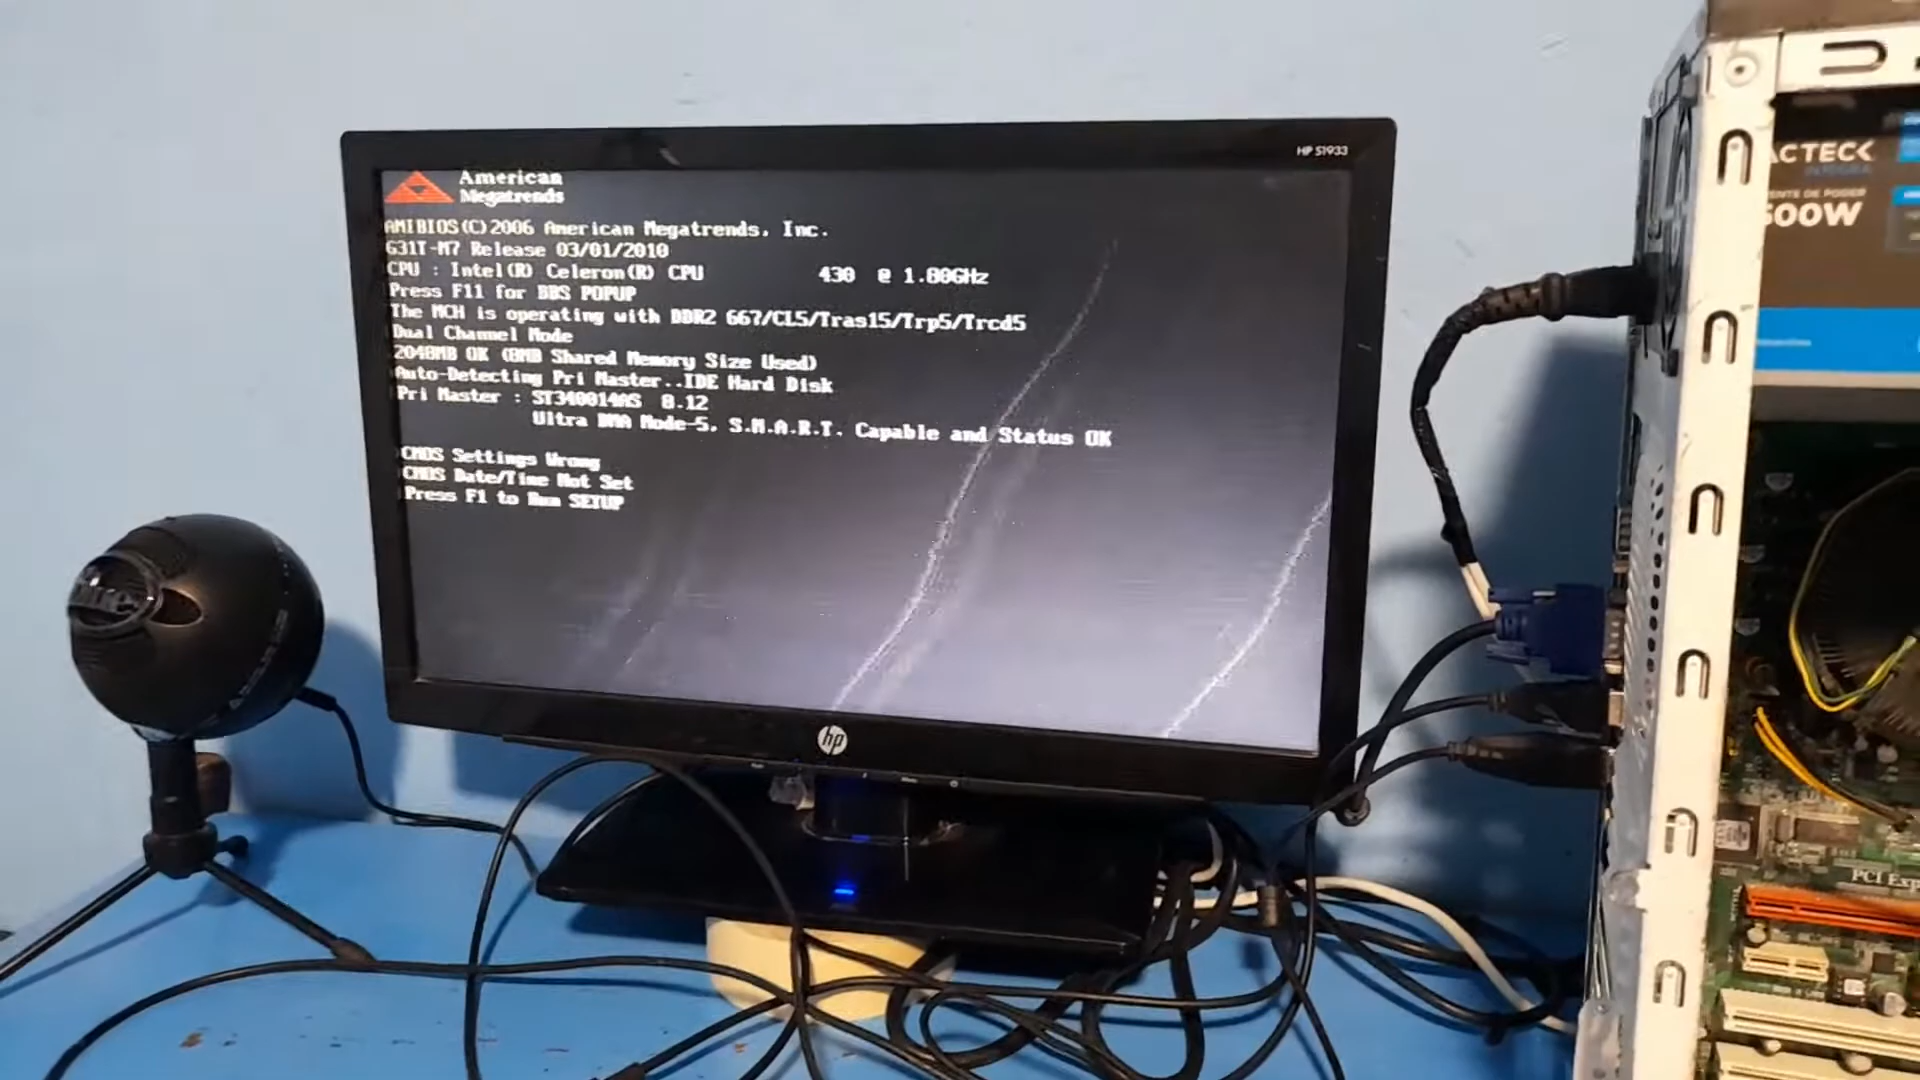 American
Megatrends
AMIBIOS(C)2006 American Megatrends, Inc.
G31T-M7 Release 03/01/2010
CPU : Intel(R) Celeron(R) CPU 430 @ 1.80GHz
Press F11 for BBS POPUP
The MCH is operating with DDR2 667/CL5/Tras15/Trp5/Trcd5
Dual Channel Mode
2048MB OK (8MB Shared Memory Size Used)
Auto-Detecting Pri Master..IDE Hard Disk
Pri Master : ST340014AS 8.12
Ultra DMA Mode-5, S.M.A.R.T. Capable and Status OK
CMOS Settings Wrong
CMOS Date/Time Not Set
Press F1 to Run SETUP
HP S1933
hp
ACTECK
ENTE DE PODER
500W
PCI Exp